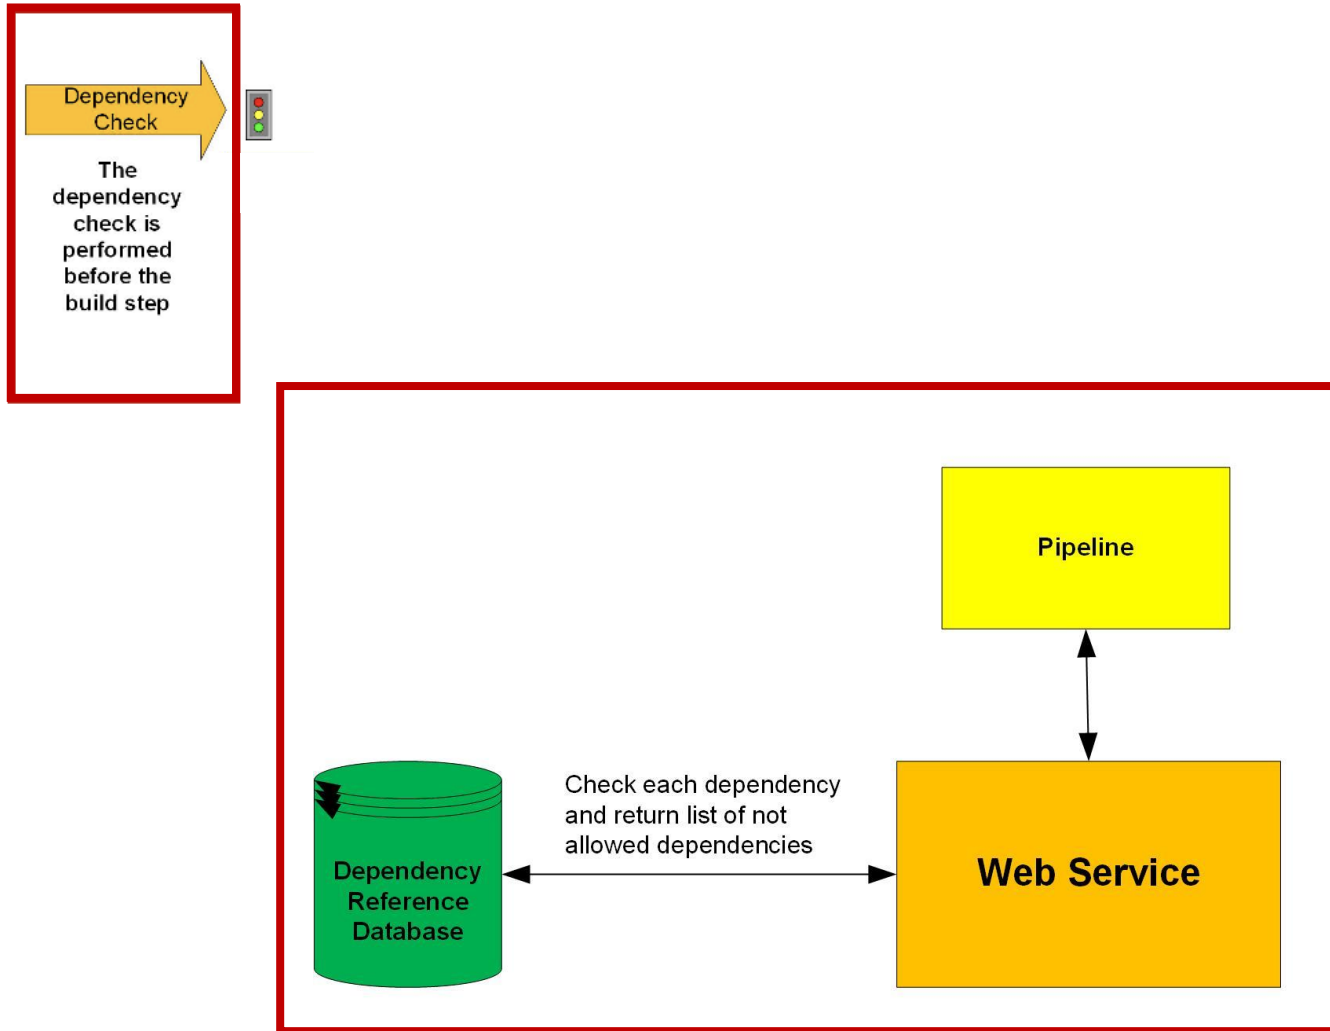 Dependency
Check
The
dependency
check is
performed
before the
build step
Pipeline
Check each dependency
and return list of not
allowed dependencies
Dependency
Reference
Database
Web Service